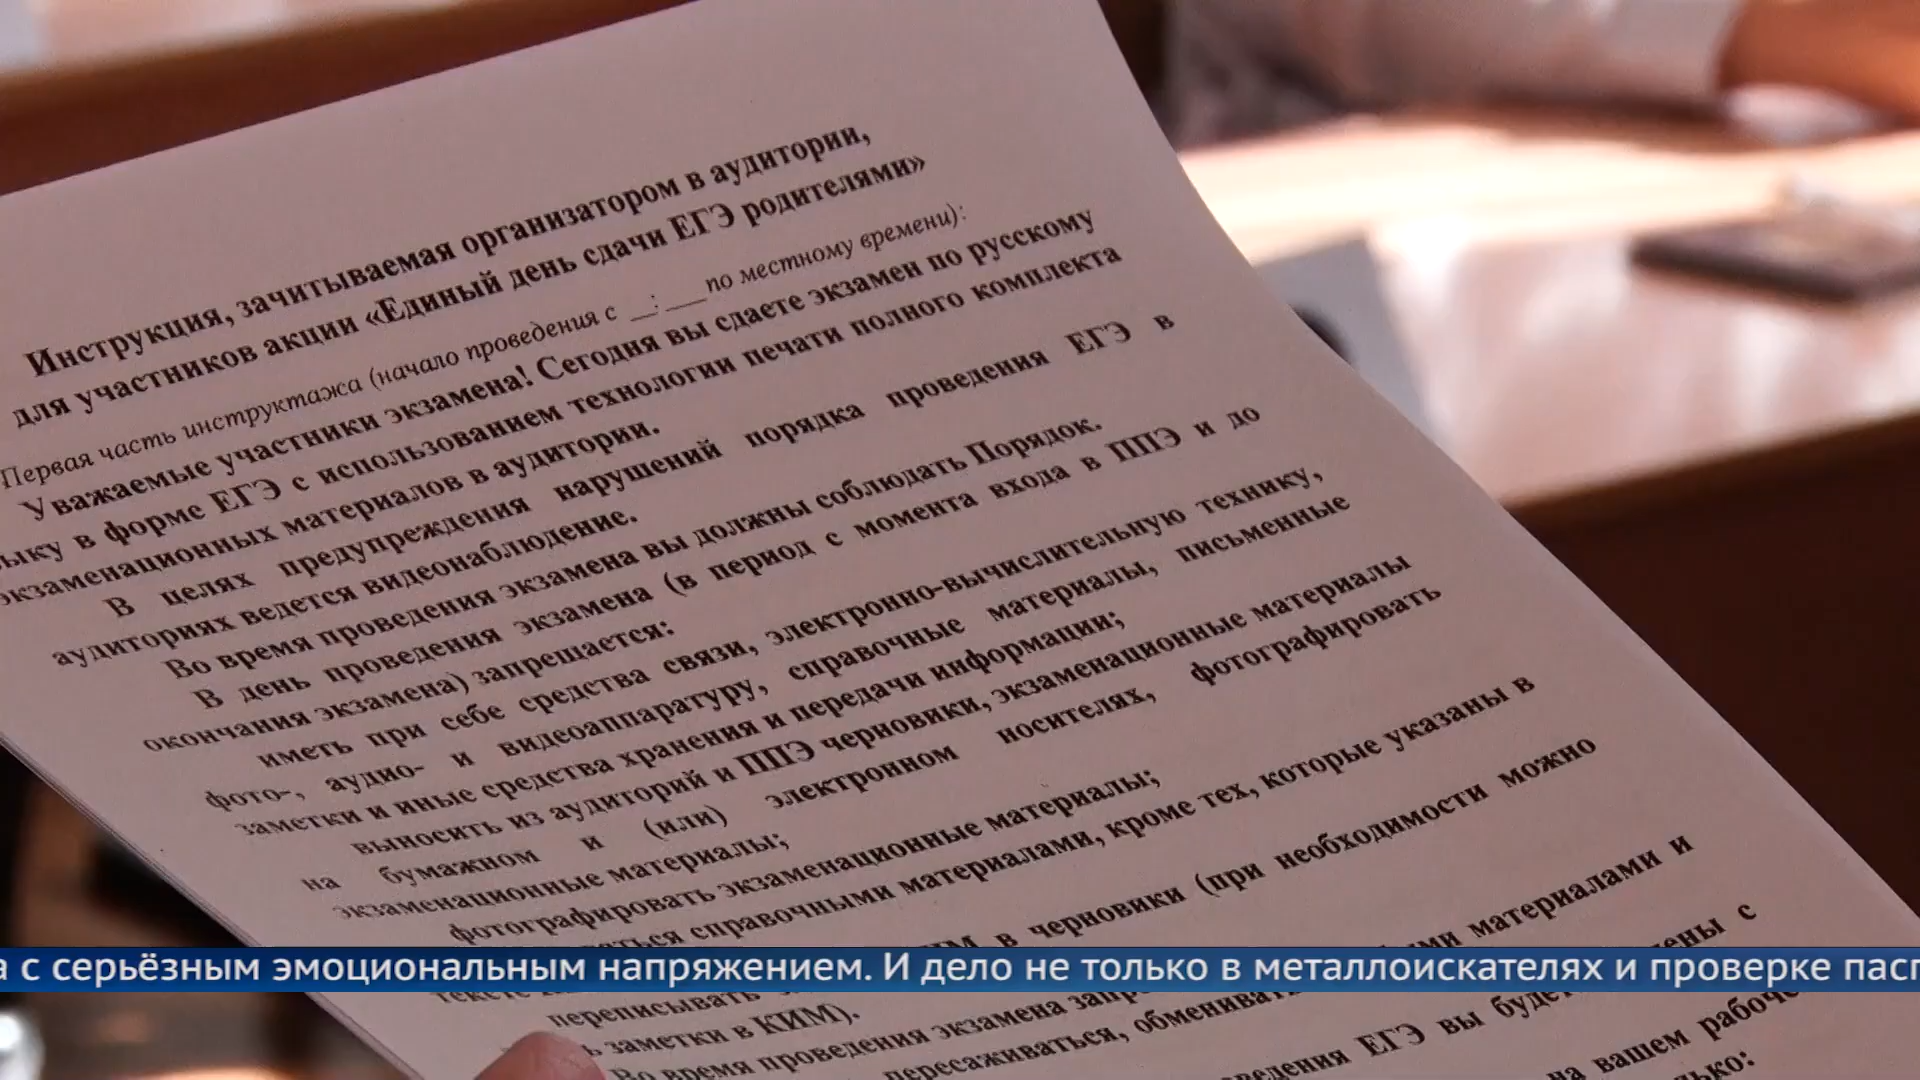 Инструкция, зачитываемая организатором в аудитории,
для участников акции «Единый день сдачи ЕГЭ родителями»
Первая часть инструктажа (начало проведения с __:___по местному времени):
Уважаемые участники экзамена! Сегодня вы сдаете экзамен по русскому
ыку в форме ЕГЭ с использованием технологии печати полного комплекта
экзаменационных материалов в аудитории.
В целях предупреждения нарушений порядка проведения ЕГЭ в
аудиториях ведется видеонаблюдение.
Во время проведения экзамена вы должны соблюдать Порядок.
В день проведения экзамена (в период с момента входа в ППЭ и до
окончания экзамена) запрещается:
иметь при себе средства связи, электронно-вычислительную технику,
фото-, аудио- и видеоаппаратуру, справочные материалы, письменные
заметки и иные средства хранения и передачи информации;
выносить из аудиторий и ППЭ черновики, экзаменационные материалы
на бумажном и (или) электронном носителях, фотографировать
экзаменационные материалы;
фотографировать экзаменационные материалы;
справочными материалами, кроме тех, которые указаны в
в черновики (при необходимости можно
переписывать
заметки в КИМ).
материалами и
Во время проведения экзамена
пересаживаться,
ЕГЭ вы
на вашем
а с серьёзным эмоциональным напряжением. И дело не только в металлоискателях и проверке пасп